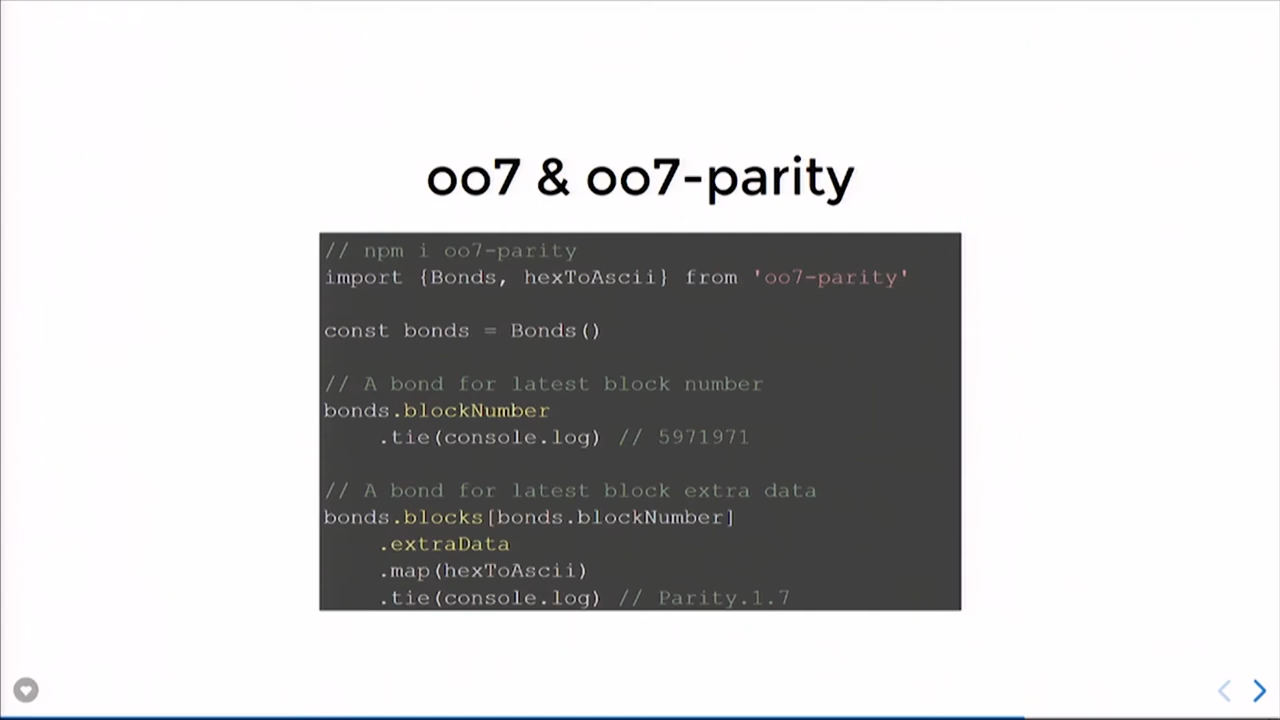 oo7 & oo7-parity
// npm i oo7-parity
import {Bonds, hexToAscii} from 'oo7-parity'
const bonds = Bonds()
// A bond for latest block number
bonds.blockNumber
.tie(console.log) // 5971971
// A bond for latest block extra data
bonds.blocks[bonds.blockNumber]
.extraData
.map(hexToAscii)
.tie(console.log) // Parity.1.7